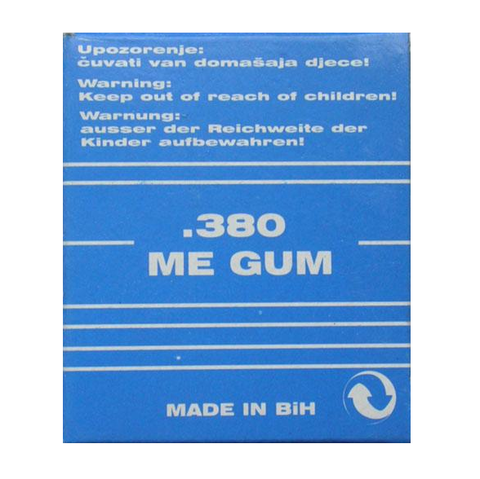 Upozorenje:
čuvati van domašaja djece!
Warning:
Keep out of reach of children!
Warnung:
ausser der Reichweite der
Kinder aufbewahren!
.380
ME GUM
MADE IN BiH